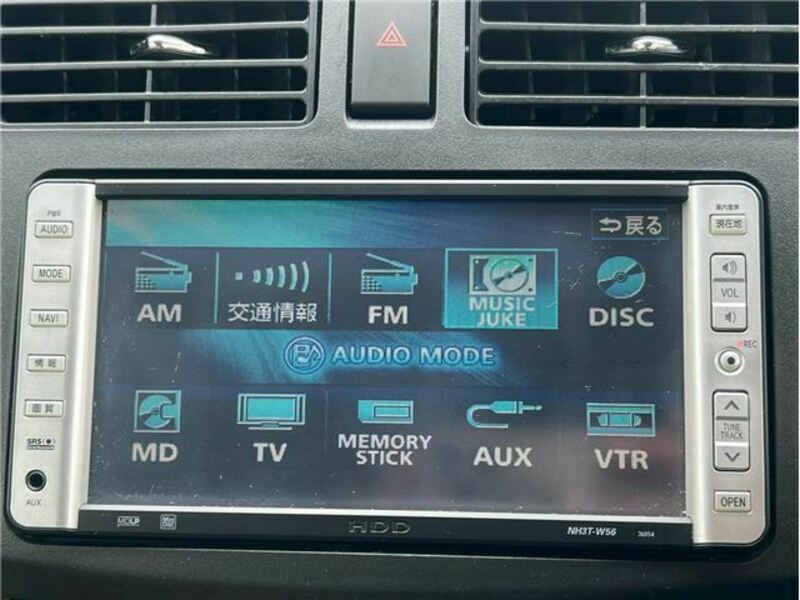 PWR
AUDIO
MODE
NAVI
情報
画質
SRS(●)
AUX
戻る
AM
交通情報
FM
MUSIC
JUKE
DISC
AUDIO MODE
MD
TV
MEMORY
STICK
AUX
VTR
MDLP
HDD
NH3T-W56
36054
現在地
VOL
REC
TUNE
TRACK
OPEN